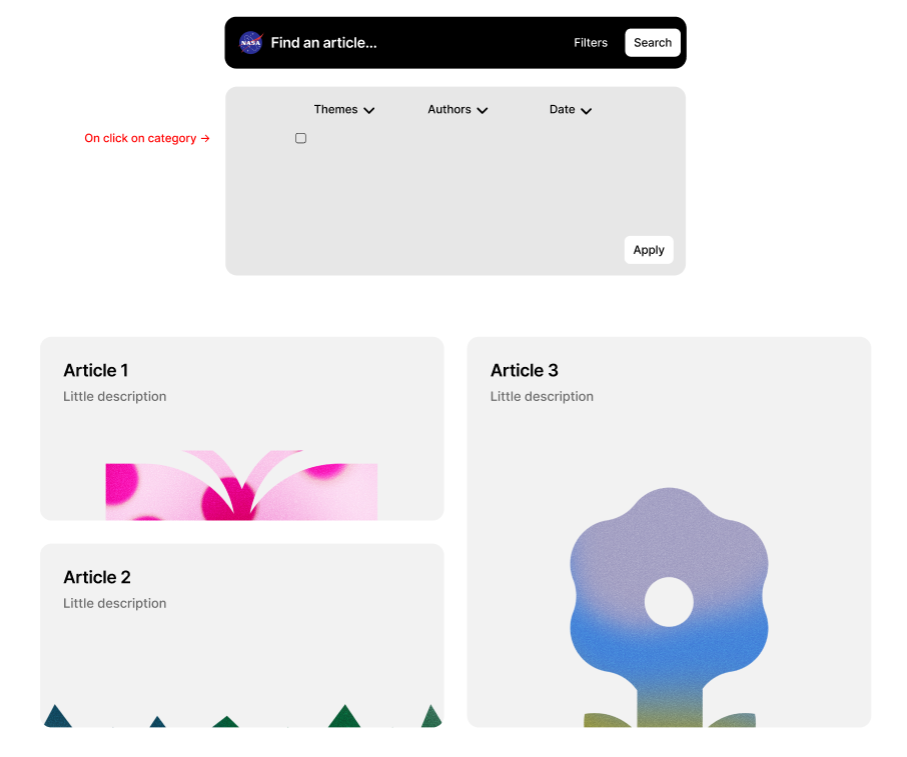 NASA Find an article... Filters Search
Themes Authors Date
On click on category →
Apply
Article 1
Little description
Article 2
Little description
Article 3
Little description